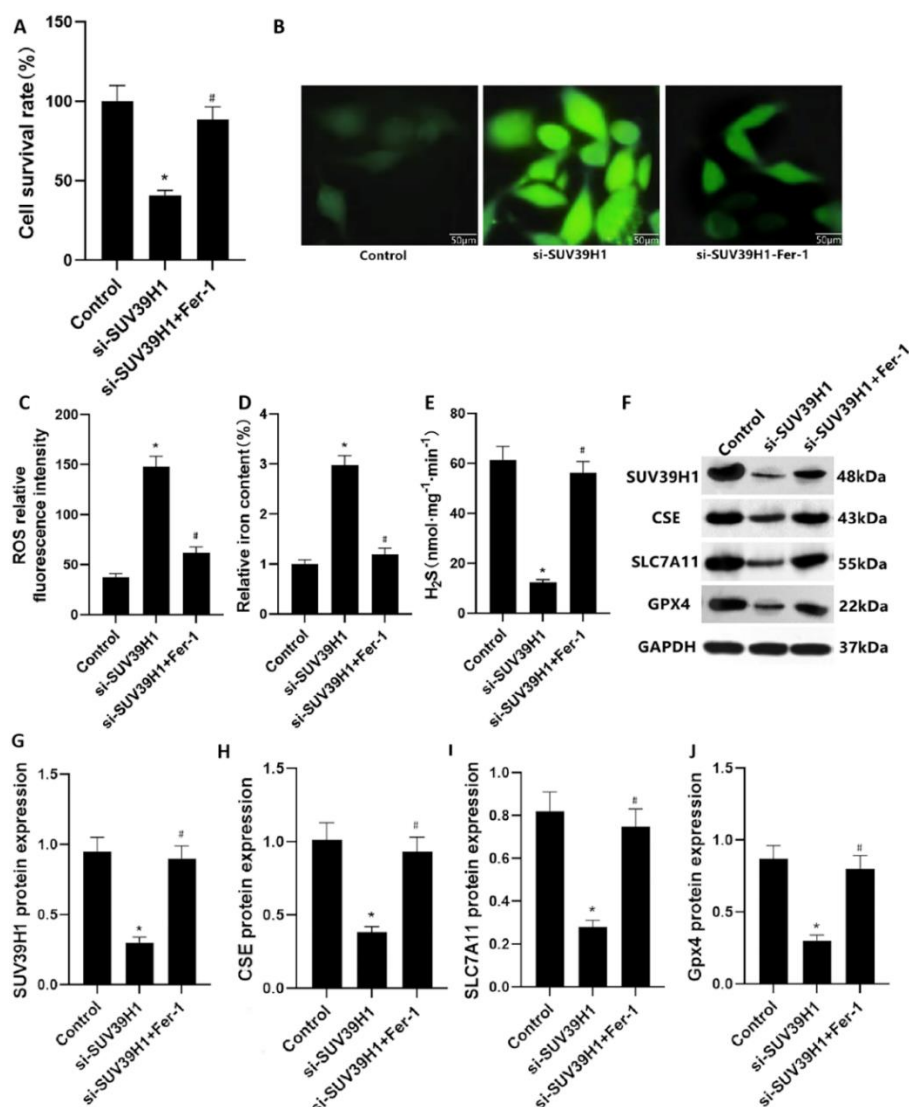 A
Cell survival rate(%)
150
100
50
0
*
#
Control
si-SUV39H1
si-SUV39H1+Fer-1
B
50μm
50μm
50μm
Control
si-SUV39H1
si-SUV39H1-Fer-1
C
ROS relative
fluorescence intensity
200
150
100
50
0
*
#
Control
si-SUV39H1
si-SUV39H1+Fer-1
D
Relative iron content(%)
4
3
2
1
0
*
#
Control
si-SUV39H1
si-SUV39H1+Fer-1
E
H₂S(nmol·mg⁻¹·min⁻¹)
80
60
40
20
0
*
#
Control
si-SUV39H1
si-SUV39H1+Fer-1
F
Control
si-SUV39H1
si-SUV39H1+Fer-1
SUV39H1 48kDa
CSE 43kDa
SLC7A11 55kDa
GPX4 22kDa
GAPDH 37kDa
G
SUV39H1 protein expression
1.5
1.0
0.5
0.0
*
#
Control
si-SUV39H1
si-SUV39H1+Fer-1
H
CSE protein expression
1.5
1.0
0.5
0.0
*
#
Control
si-SUV39H1
si-SUV39H1+Fer-1
I
SLC7A11 protein expression
1.0
0.8
0.6
0.4
0.2
0.0
*
#
Control
si-SUV39H1
si-SUV39H1+Fer-1
J
Gpx4 protein expression
1.5
1.0
0.5
0.0
*
#
Control
si-SUV39H1
si-SUV39H1+Fer-1